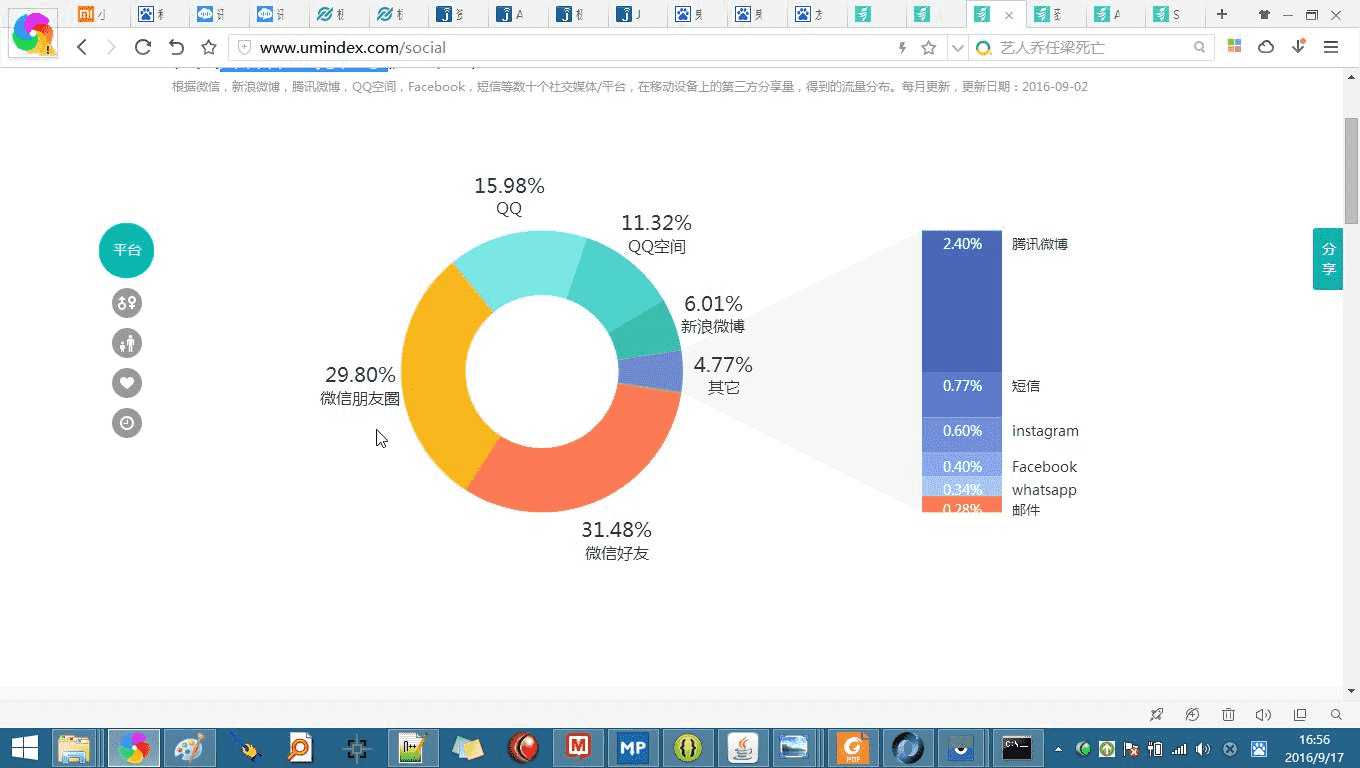 www.umindex.com/social
艺人乔任梁死亡
根据微信，新浪微博，腾讯微博，QQ空间，Facebook，短信等数十个社交媒体/平台，在移动设备上的第三方分享量，得到的流量分布。每月更新，更新日期：2016-09-02
15.98%
QQ
11.32%
QQ空间
平台
2.40%
腾讯微博
分
享
6.01%
新浪微博
4.77%
其它
29.80%
微信朋友圈
0.77%
短信
0.60%
instagram
0.40%
Facebook
0.34%
whatsapp
0.28%
邮件
31.48%
微信好友
MP
PDF
16:56
2016/9/17